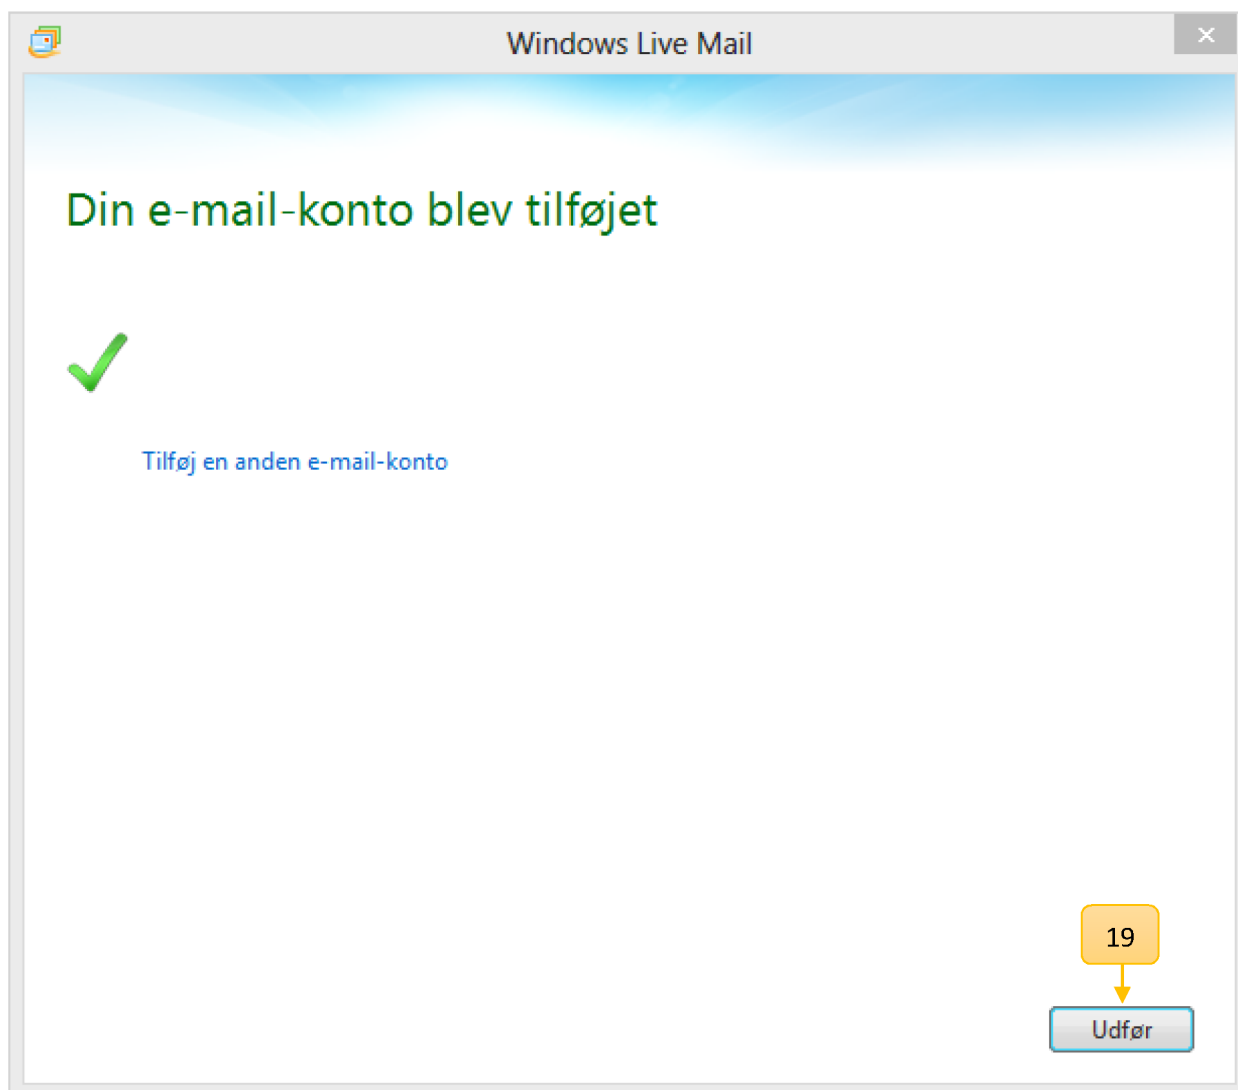 Windows Live Mail
Din e-mail-konto blev tilføjet
Tilføj en anden e-mail-konto
19
Udfør